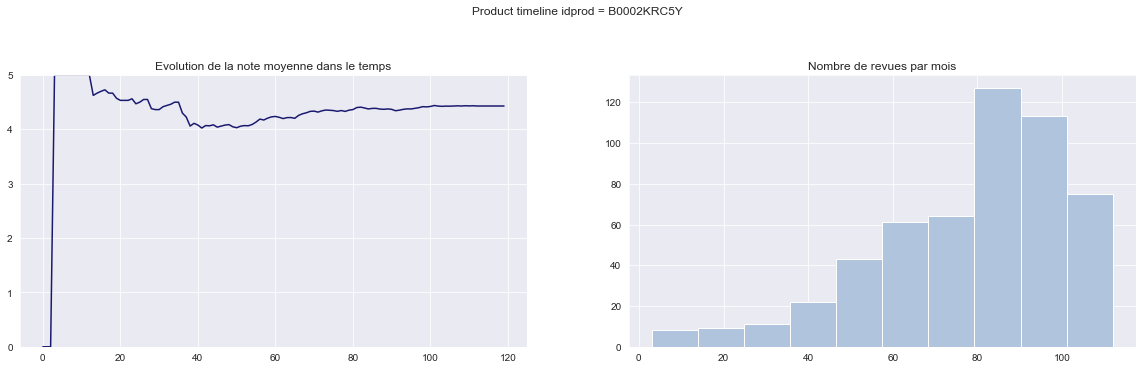 Product timeline idprod = B0002KRC5Y
Evolution de la note moyenne dans le temps
5
4
3
2
1
0
0 20 40 60 80 100 120
Nombre de revues par mois
120
100
80
60
40
20
0
0 20 40 60 80 100